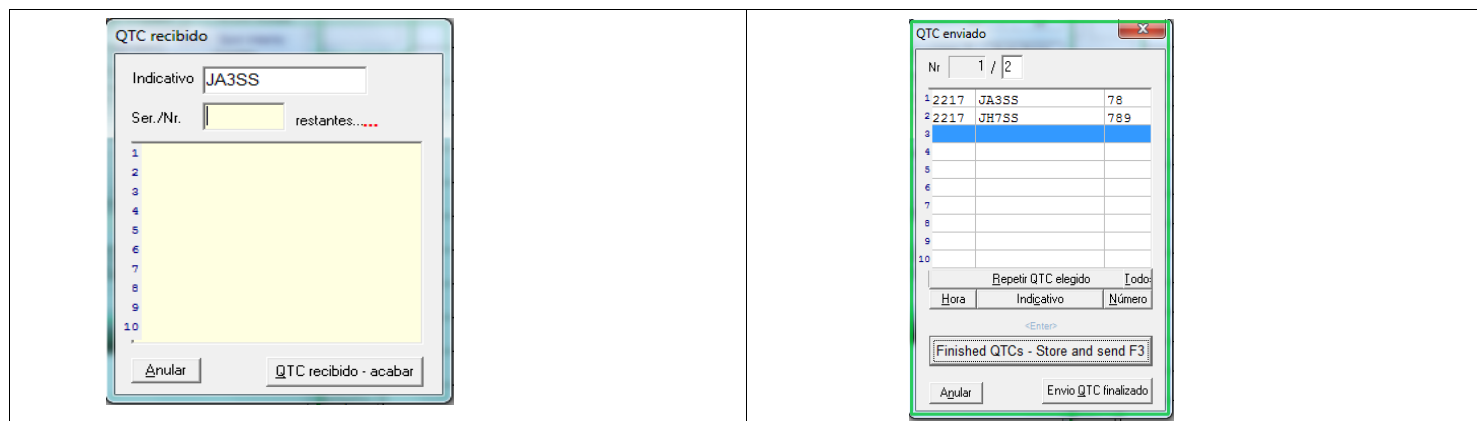 QTC recibido
Indicativo JA3SS
Ser./Nr. restantes......
1
2
3
4
5
6
7
8
9
10
Anular QTC recibido - acabar
QTC enviado
Nr 1 / 2
1 2217 JA3SS 78
2 2217 JH7SS 789
3
4
5
6
7
8
9
10
Repetir QTC elegido Todo:
Hora Indicativo Número
<Enter>
Finished QTCs - Store and send F3
Anular Envio QTC finalizado